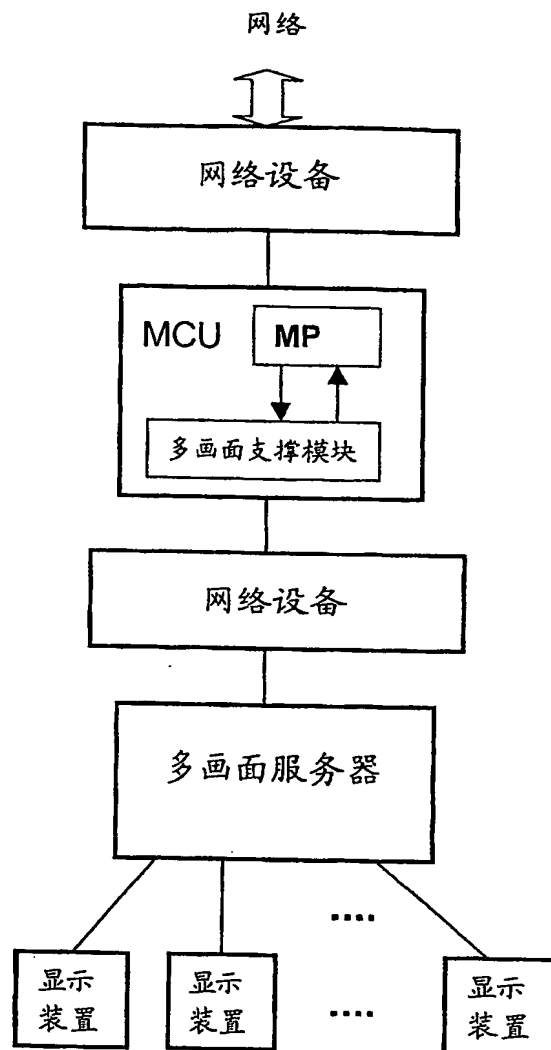 网络
网络设备
MCU MP
多画面支撑模块
网络设备
多画面服务器
....
显示 显示 显示
装置 装置 .... 装置